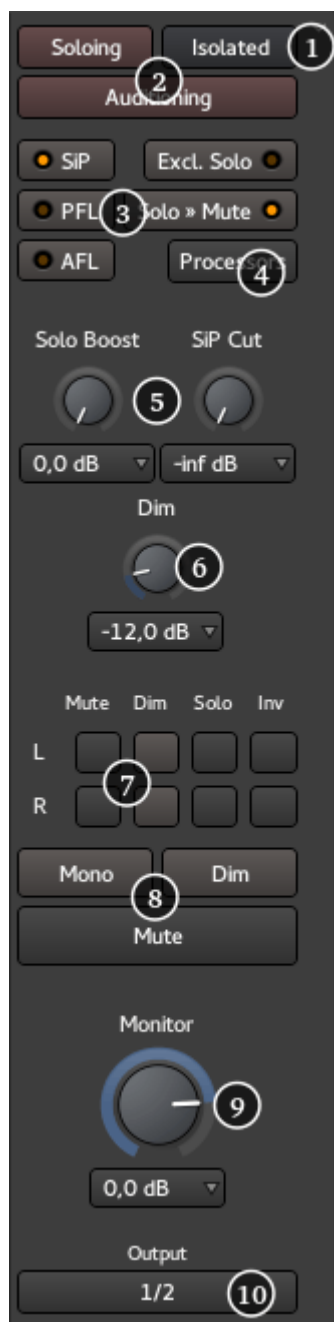 Soloing Isolated 1
2
Auditioning
SiP Excl. Solo
PFL 3 Solo » Mute
AFL Processors 4
Solo Boost SiP Cut
5
0,0 dB -inf dB
Dim
6
-12,0 dB
Mute Dim Solo Inv
L
7
R
Mono Dim
8
Mute
Monitor
9
0,0 dB
Output
1/2 10